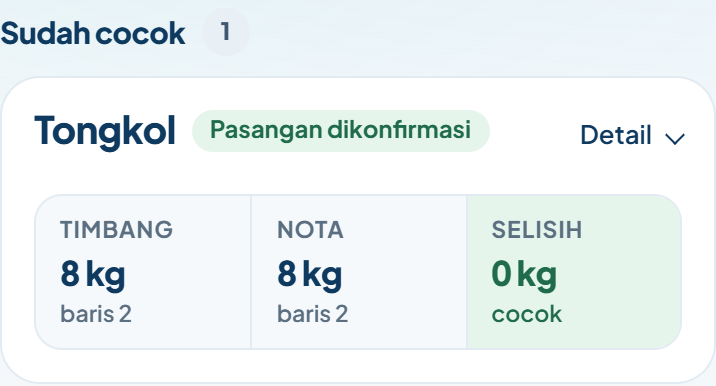 Sudah cocok 1
Tongkol Pasangan dikonfirmasi Detail
TIMBANG NOTA SELISIH
8 kg 8 kg 0 kg
baris 2 baris 2 cocok